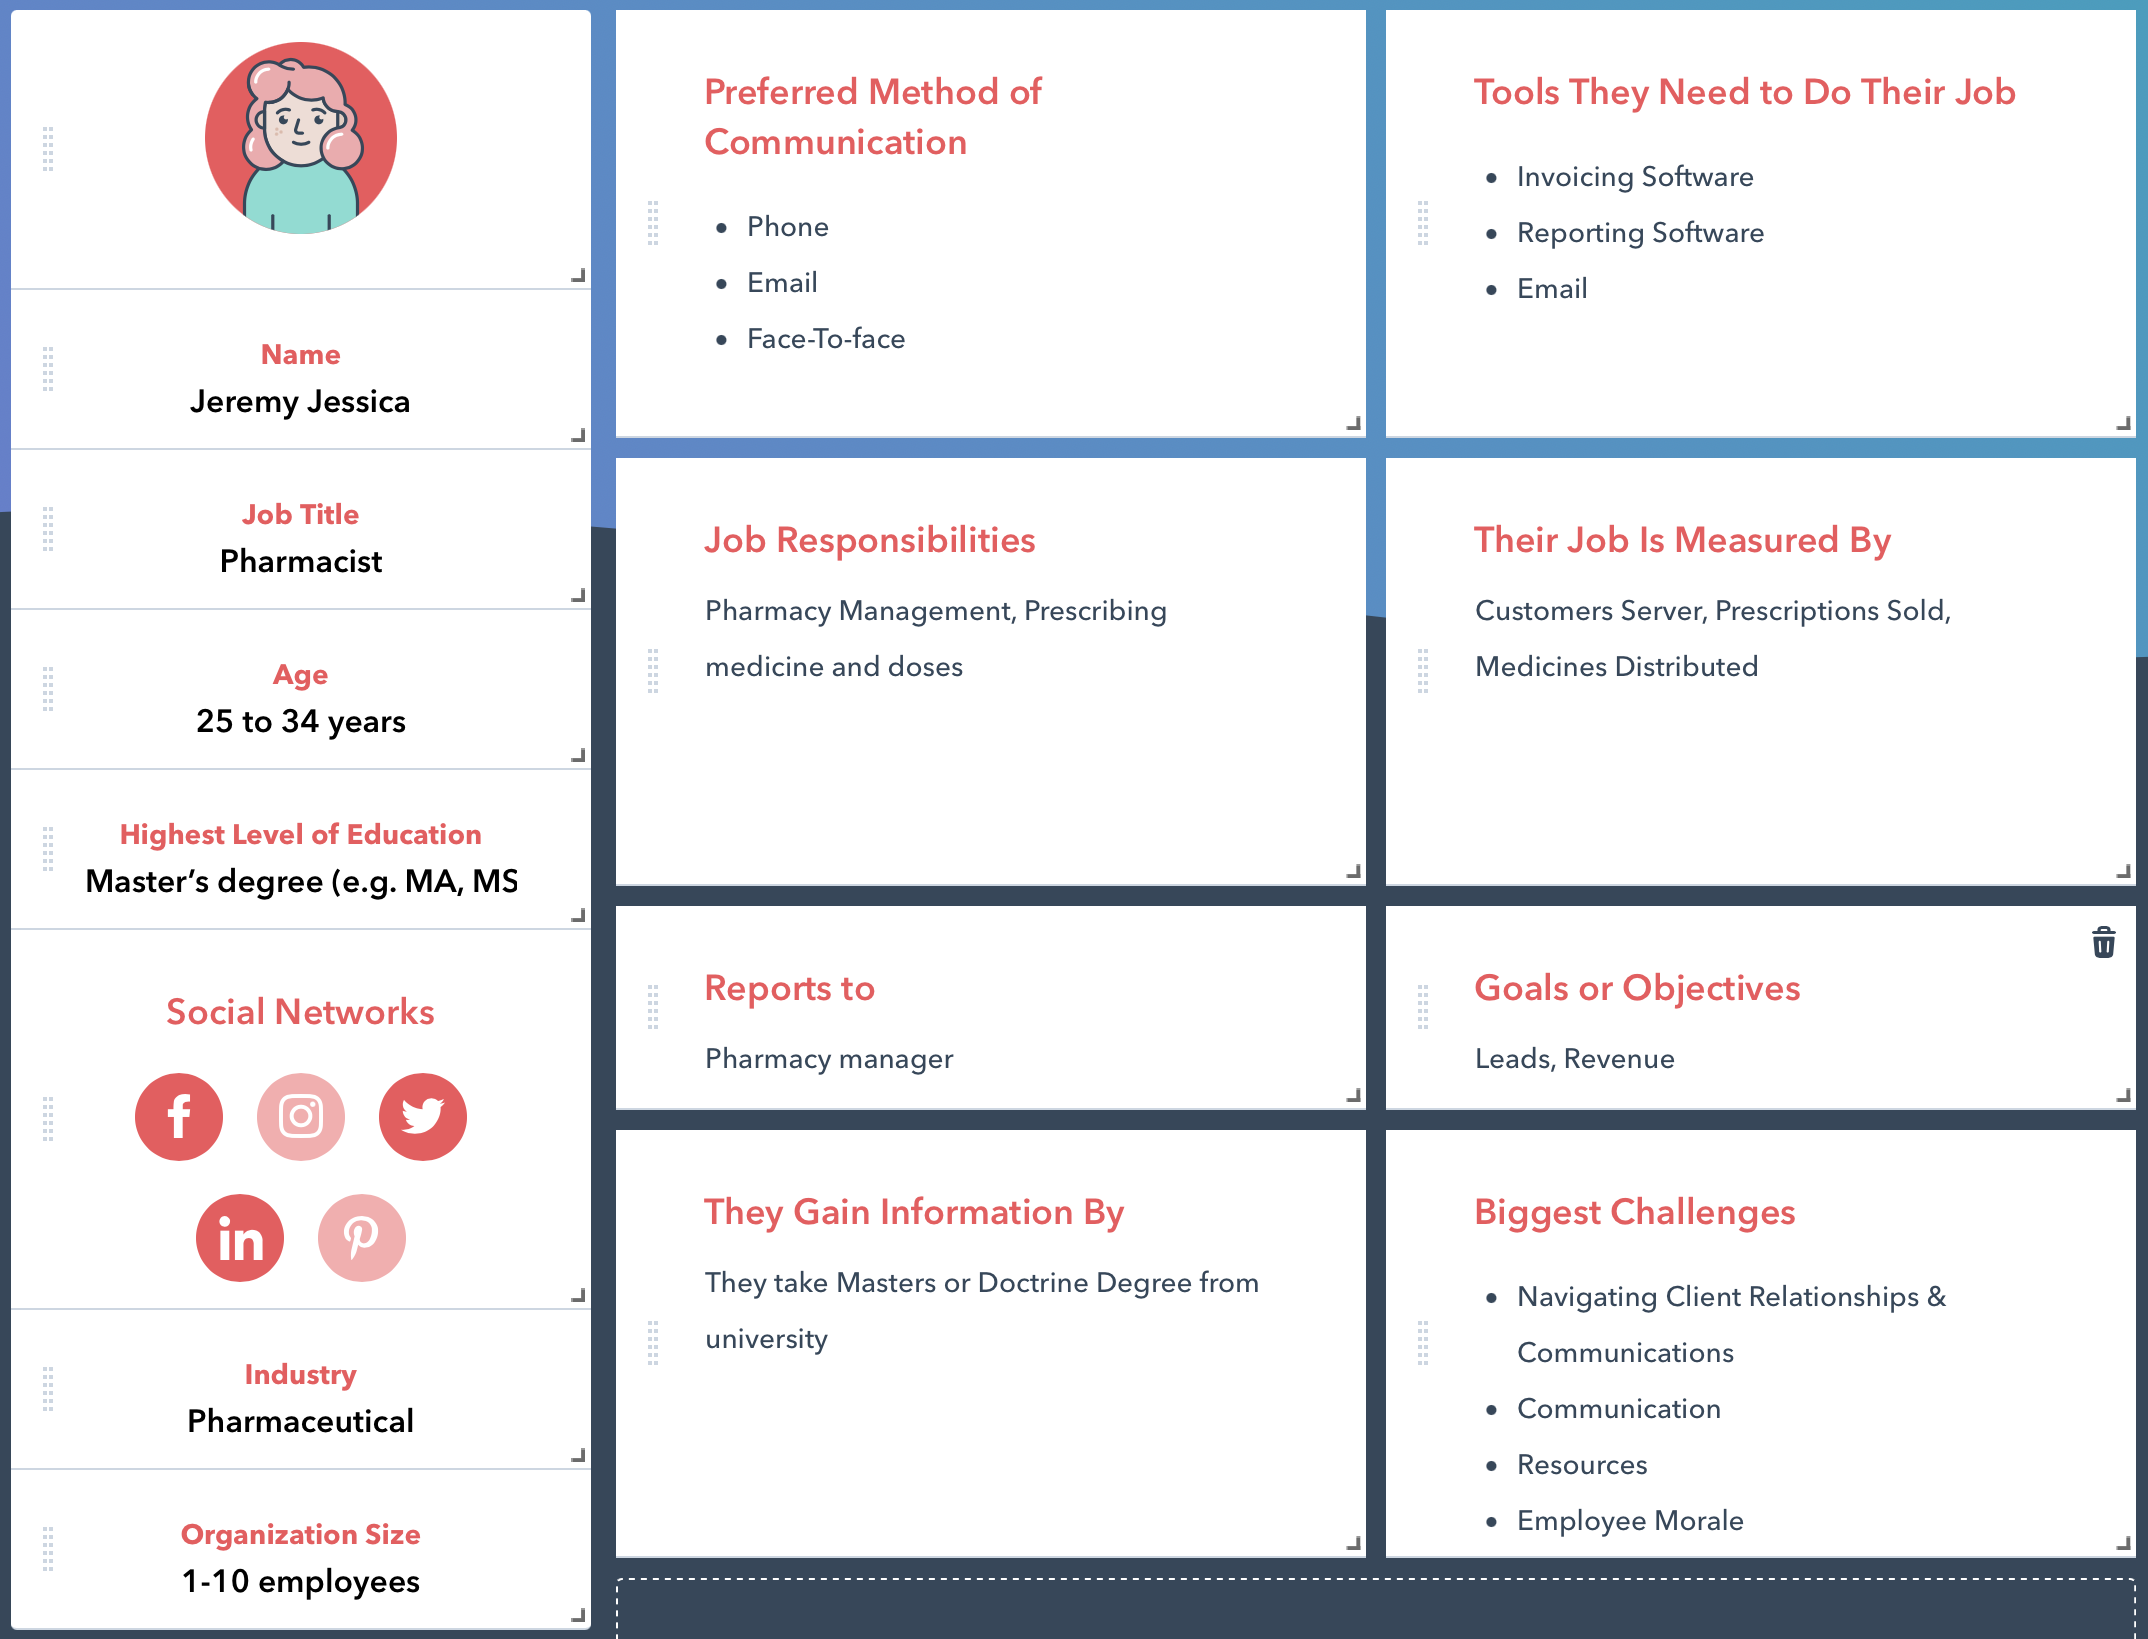 Name
Jeremy Jessica
Job Title
Pharmacist
Age
25 to 34 years
Highest Level of Education
Master's degree (e.g. MA, MS
Social Networks
Industry
Pharmaceutical
Organization Size
1-10 employees
Preferred Method of
Communication
Phone
Email
Face-To-face
Tools They Need to Do Their Job
Invoicing Software
Reporting Software
Email
Job Responsibilities
Pharmacy Management, Prescribing
medicine and doses
Their Job Is Measured By
Customers Server, Prescriptions Sold,
Medicines Distributed
Reports to
Pharmacy manager
Goals or Objectives
Leads, Revenue
They Gain Information By
They take Masters or Doctrine Degree from
university
Biggest Challenges
Navigating Client Relationships &
Communications
Communication
Resources
Employee Morale